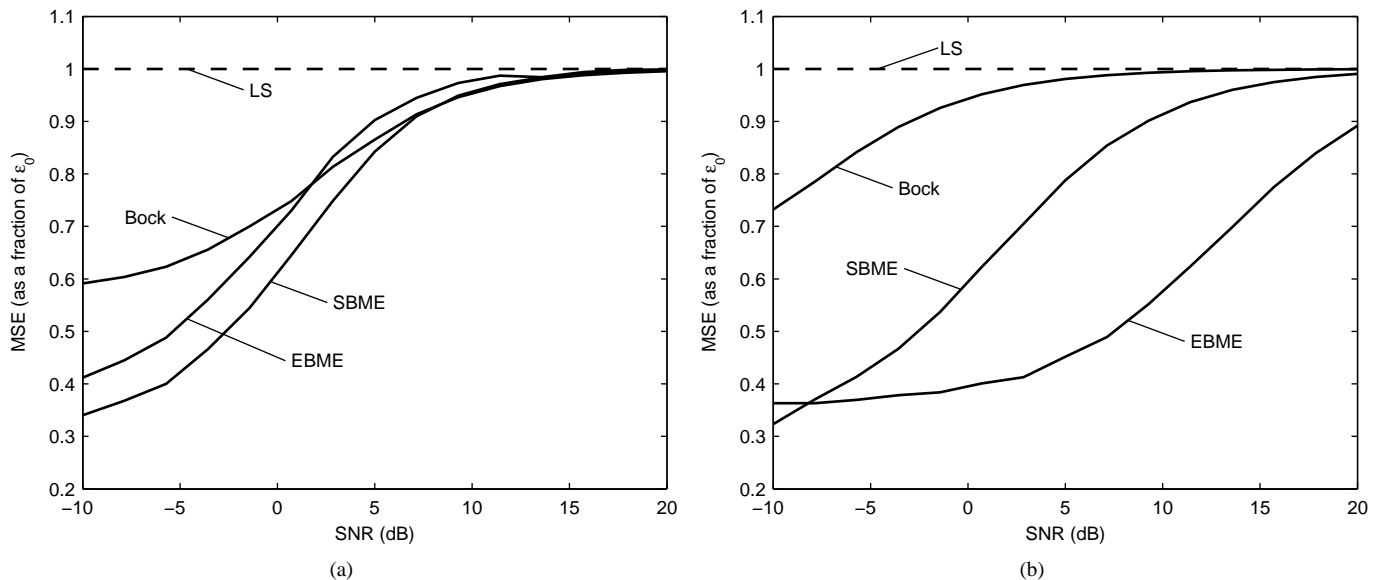 1.1
1
0.9
0.8
0.7
0.6
0.5
0.4
0.3
0.2
MSE (as a fraction of ε₀)
LS
Bock
SBME
EBME
−10
−5
0
5
10
15
20
SNR (dB)
(a)
1.1
1
0.9
0.8
0.7
0.6
0.5
0.4
0.3
0.2
MSE (as a fraction of ε₀)
LS
Bock
SBME
EBME
−10
−5
0
5
10
15
20
SNR (dB)
(b)